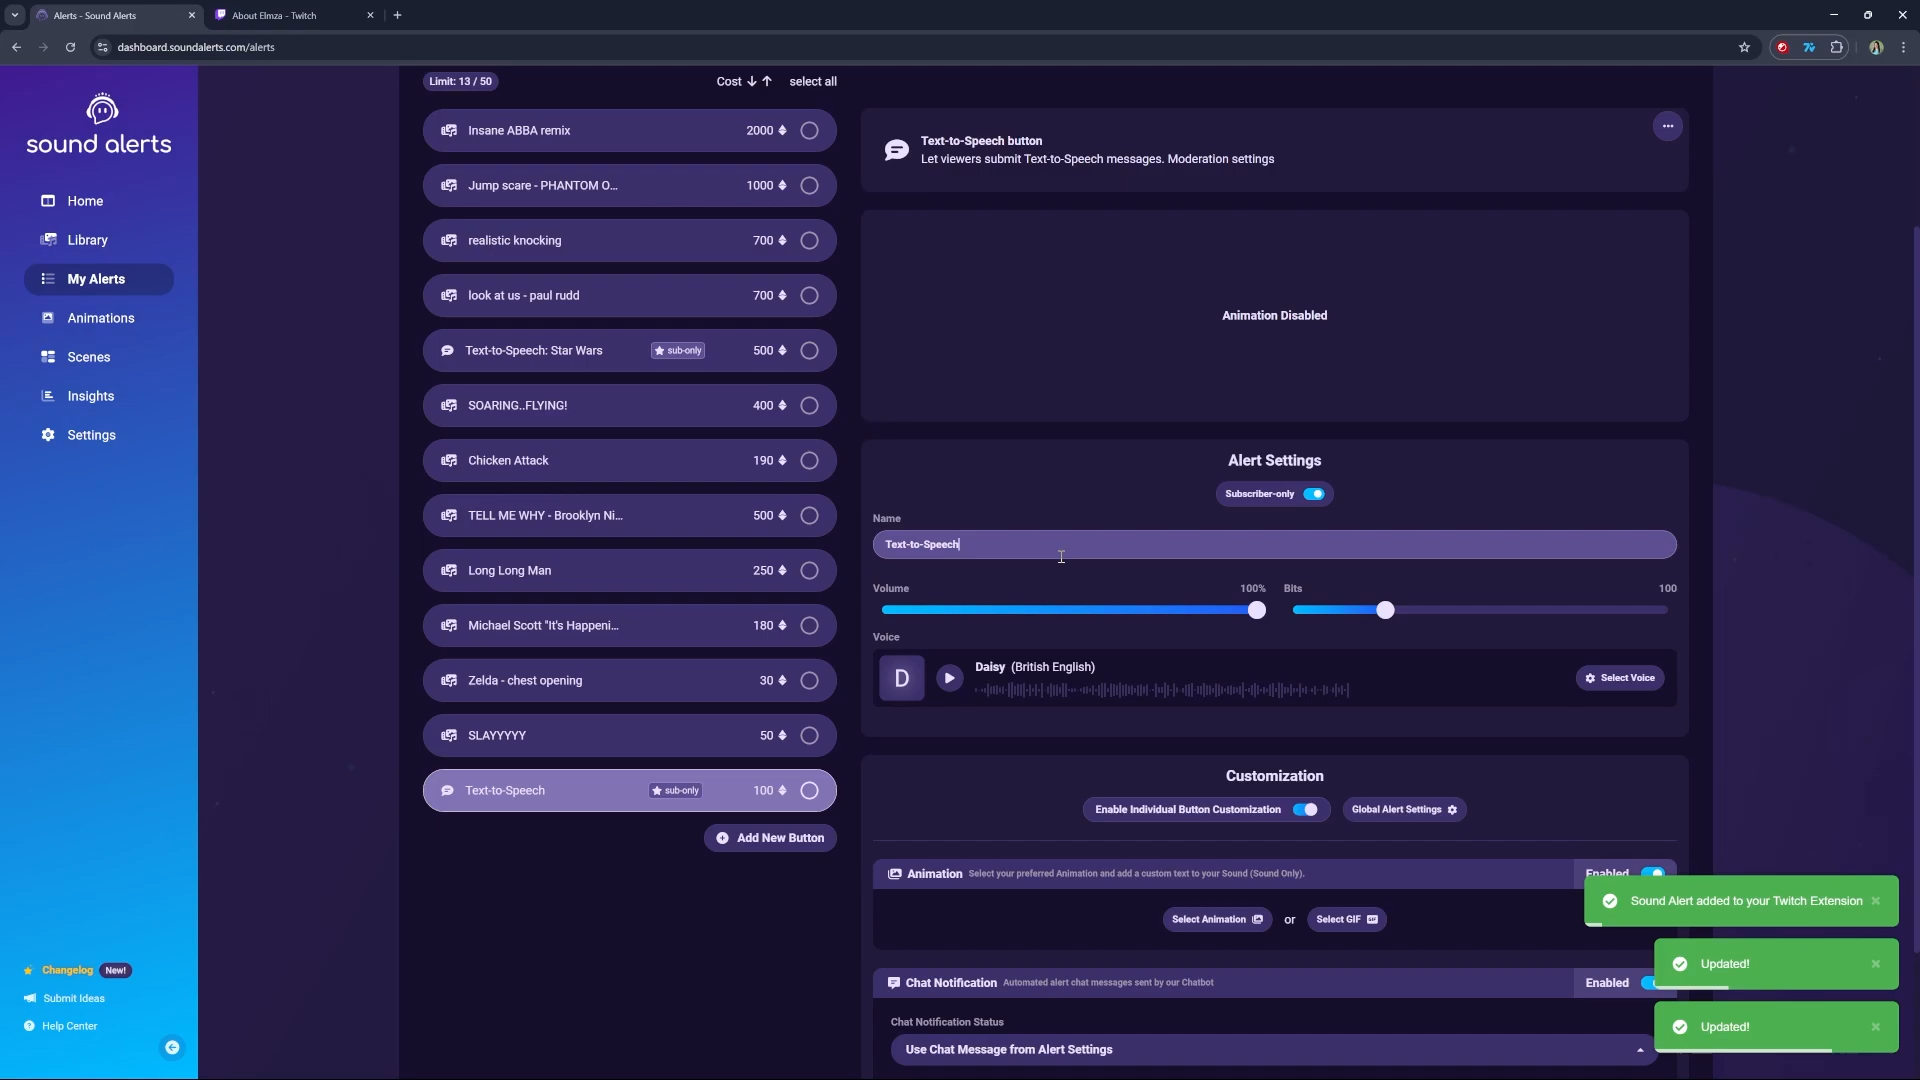 Alerts - Sound Alerts
About Elmza - Twitch
dashboard.soundalerts.com/alerts
sound alerts
Home
Library
My Alerts
Animations
Scenes
Insights
Settings
Changelog New!
Submit Ideas
Help Center
Limit: 13 / 50
Cost
select all
Insane ABBA remix 2000
Jump scare - PHANTOM O... 1000
realistic knocking 700
look at us - paul rudd 700
Text-to-Speech: Star Wars sub-only 500
SOARING..FLYING! 400
Chicken Attack 190
TELL ME WHY - Brooklyn Ni... 500
Long Long Man 250
Michael Scott "It's Happeni... 180
Zelda - chest opening 30
SLAYYYYY 50
Text-to-Speech sub-only 100
Add New Button
Text-to-Speech button
Let viewers submit Text-to-Speech messages. Moderation settings
Animation Disabled
Alert Settings
Subscriber-only
Name
Text-to-Speech
Volume 100% Bits 100
Voice
D
Daisy (British English)
Select Voice
Customization
Enable Individual Button Customization
Global Alert Settings
Animation Select your preferred Animation and add a custom text to your Sound (Sound Only). Enabled
Select Animation or Select GIF GIF
Chat Notification Automated alert chat messages sent by our Chatbot Enabled
Chat Notification Status
Use Chat Message from Alert Settings
Sound Alert added to your Twitch Extension
Updated!
Updated!